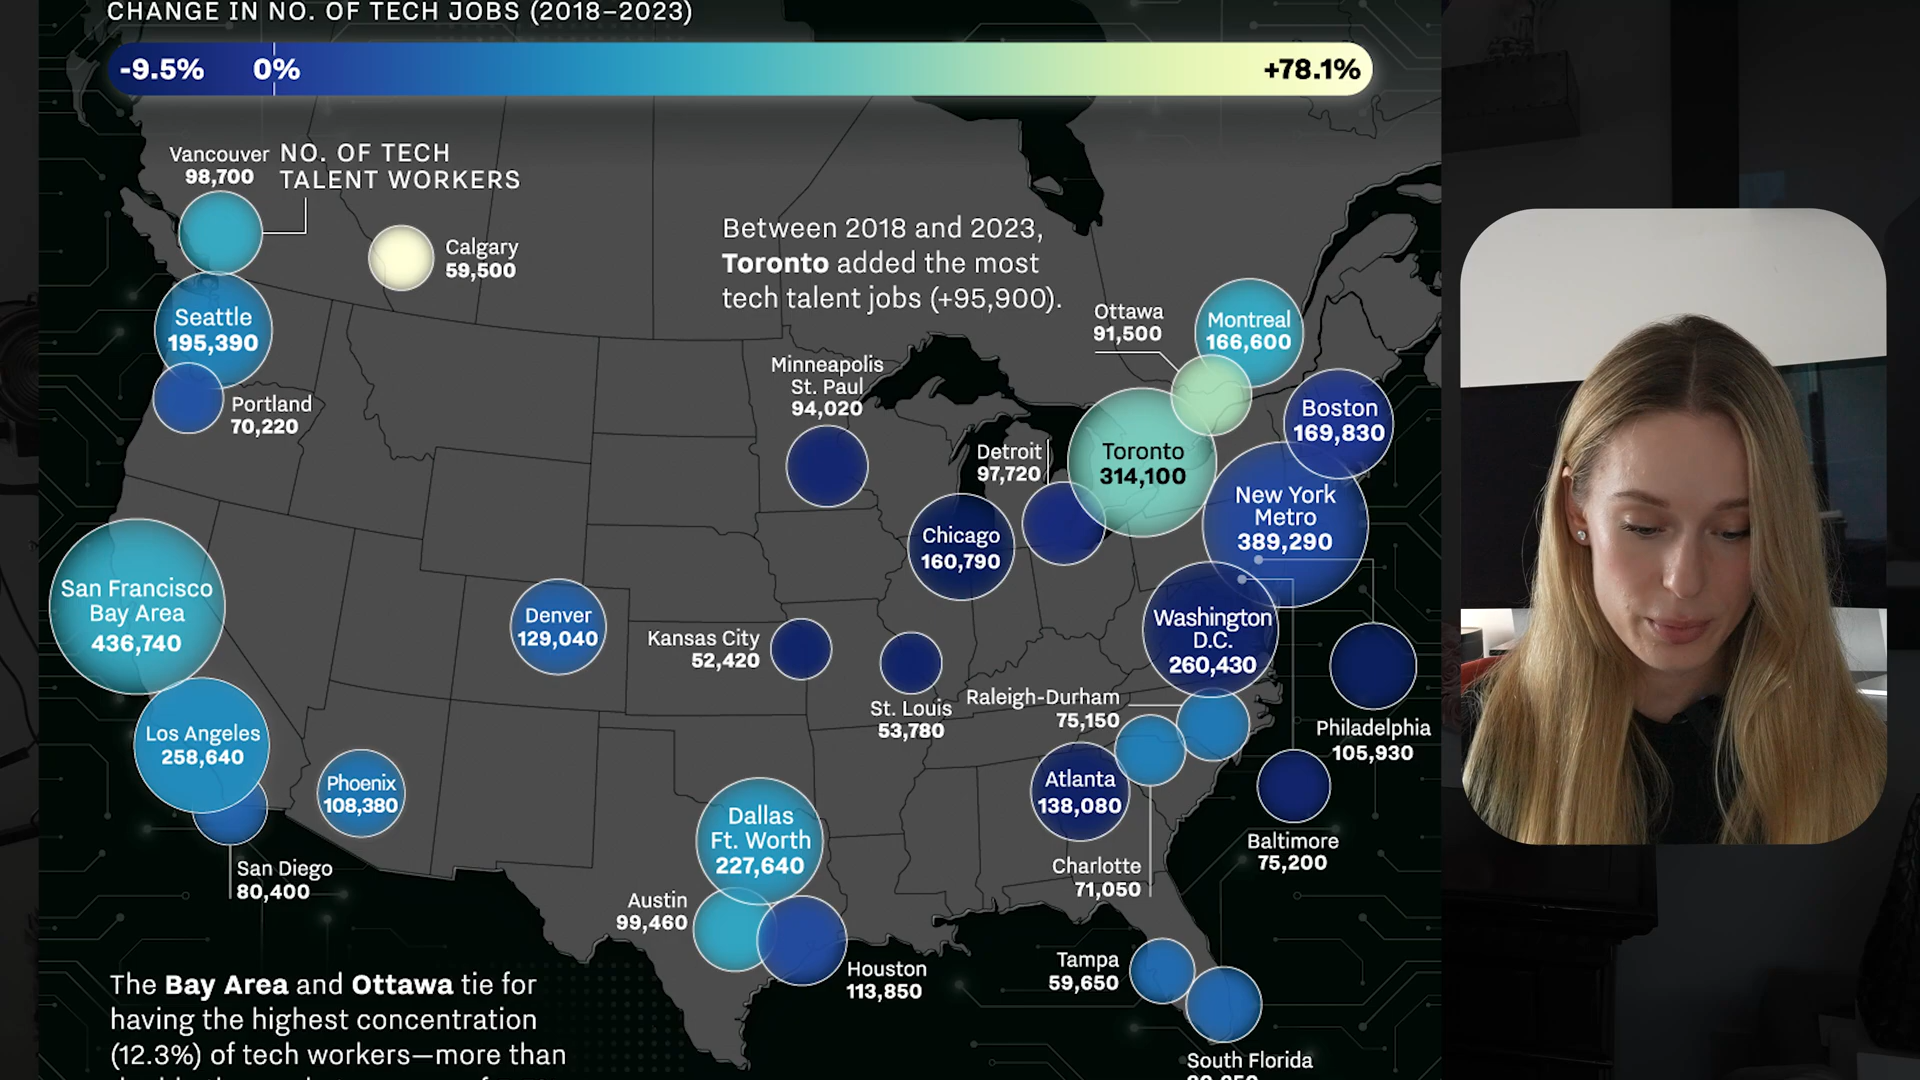 CHANGE IN NO. OF TECH JOBS (2018–2023)
-9.5%
0%
+78.1%
Vancouver
98,700
NO. OF TECH
TALENT WORKERS
Calgary
59,500
Between 2018 and 2023,
Toronto added the most
tech talent jobs (+95,900).
Seattle
195,390
Ottawa
91,500
Montreal
166,600
Portland
70,220
Minneapolis
St. Paul
94,020
Boston
169,830
Detroit
97,720
Toronto
314,100
New York
Metro
389,290
Chicago
160,790
San Francisco
Bay Area
436,740
Denver
129,040
Kansas City
52,420
St. Louis
53,780
Washington
D.C.
260,430
Raleigh-Durham
75,150
Philadelphia
105,930
Los Angeles
258,640
Phoenix
108,380
Atlanta
138,080
Dallas
Ft. Worth
227,640
Baltimore
75,200
San Diego
80,400
Charlotte
71,050
Austin
99,460
Houston
113,850
Tampa
59,650
South Florida
The Bay Area and Ottawa tie for
having the highest concentration
(12.3%) of tech workers—more than